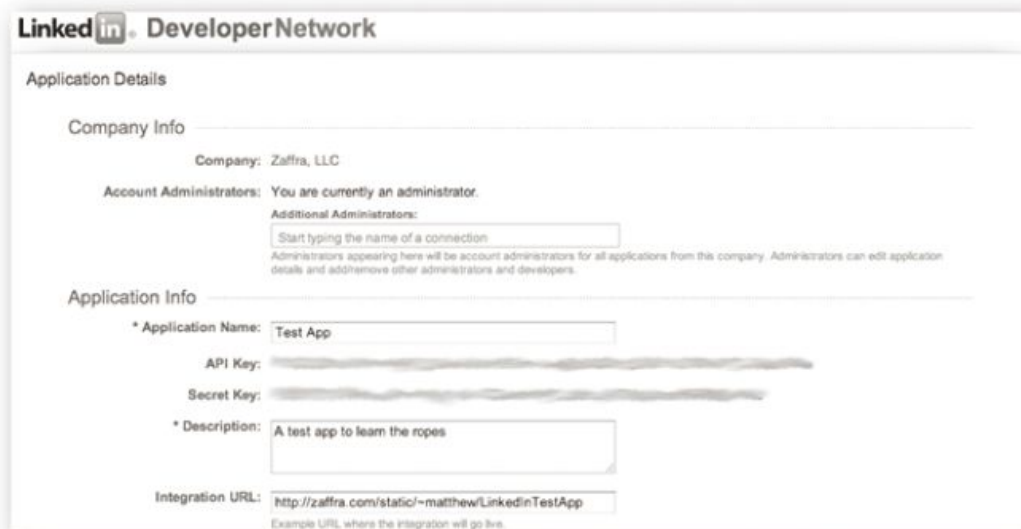 Linked in. Developer Network
Application Details
Company Info
Company: Zaffra, LLC
Account Administrators: You are currently an administrator.
Additional Administrators:
Start typing the name of a connection
Administrators appearing here will be account administrators for all applications from this company. Administrators can edit application
details and add/remove other administrators and developers.
Application Info
* Application Name: Test App
API Key:
Secret Key:
* Description: A test app to learn the ropes
Integration URL: http://zaffra.com/static/~matthew/LinkedInTestApp
Example URL where the integration will go live.